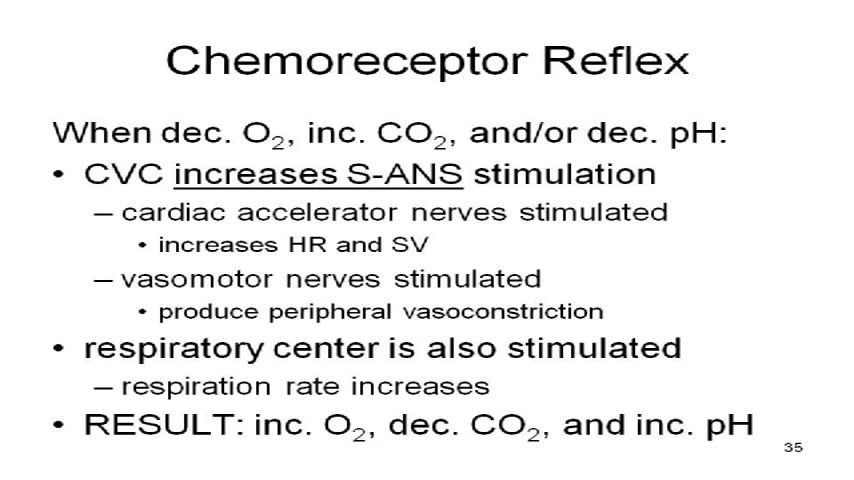 Chemoreceptor Reflex
When dec. O₂, inc. CO₂, and/or dec. pH:
• CVC increases S-ANS stimulation
– cardiac accelerator nerves stimulated
• increases HR and SV
– vasomotor nerves stimulated
• produce peripheral vasoconstriction
• respiratory center is also stimulated
– respiration rate increases
• RESULT: inc. O₂, dec. CO₂, and inc. pH
35